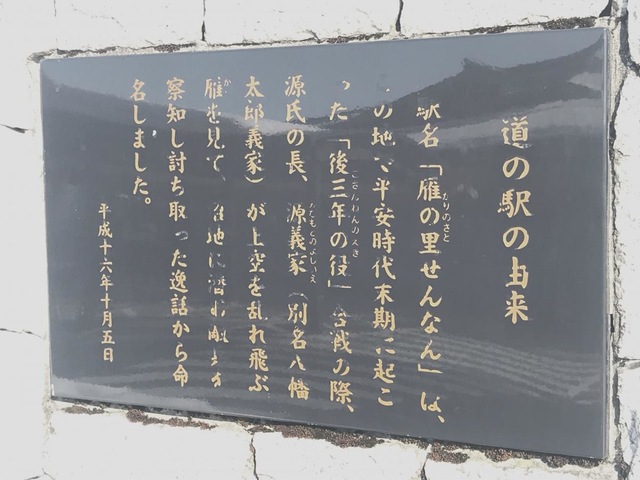 道の駅の由来
駅名「雁の里せんなん」は、
の地で平安時代末期に起こ
った「後三年の役」合戦の際、
源氏の長、源義家(別名八幡
太郎義家)が上空を乱れ飛ぶ
雁を見て、 地に潜む
察知し討ち取った逸話から命
名しました。
平成十六年十月五日